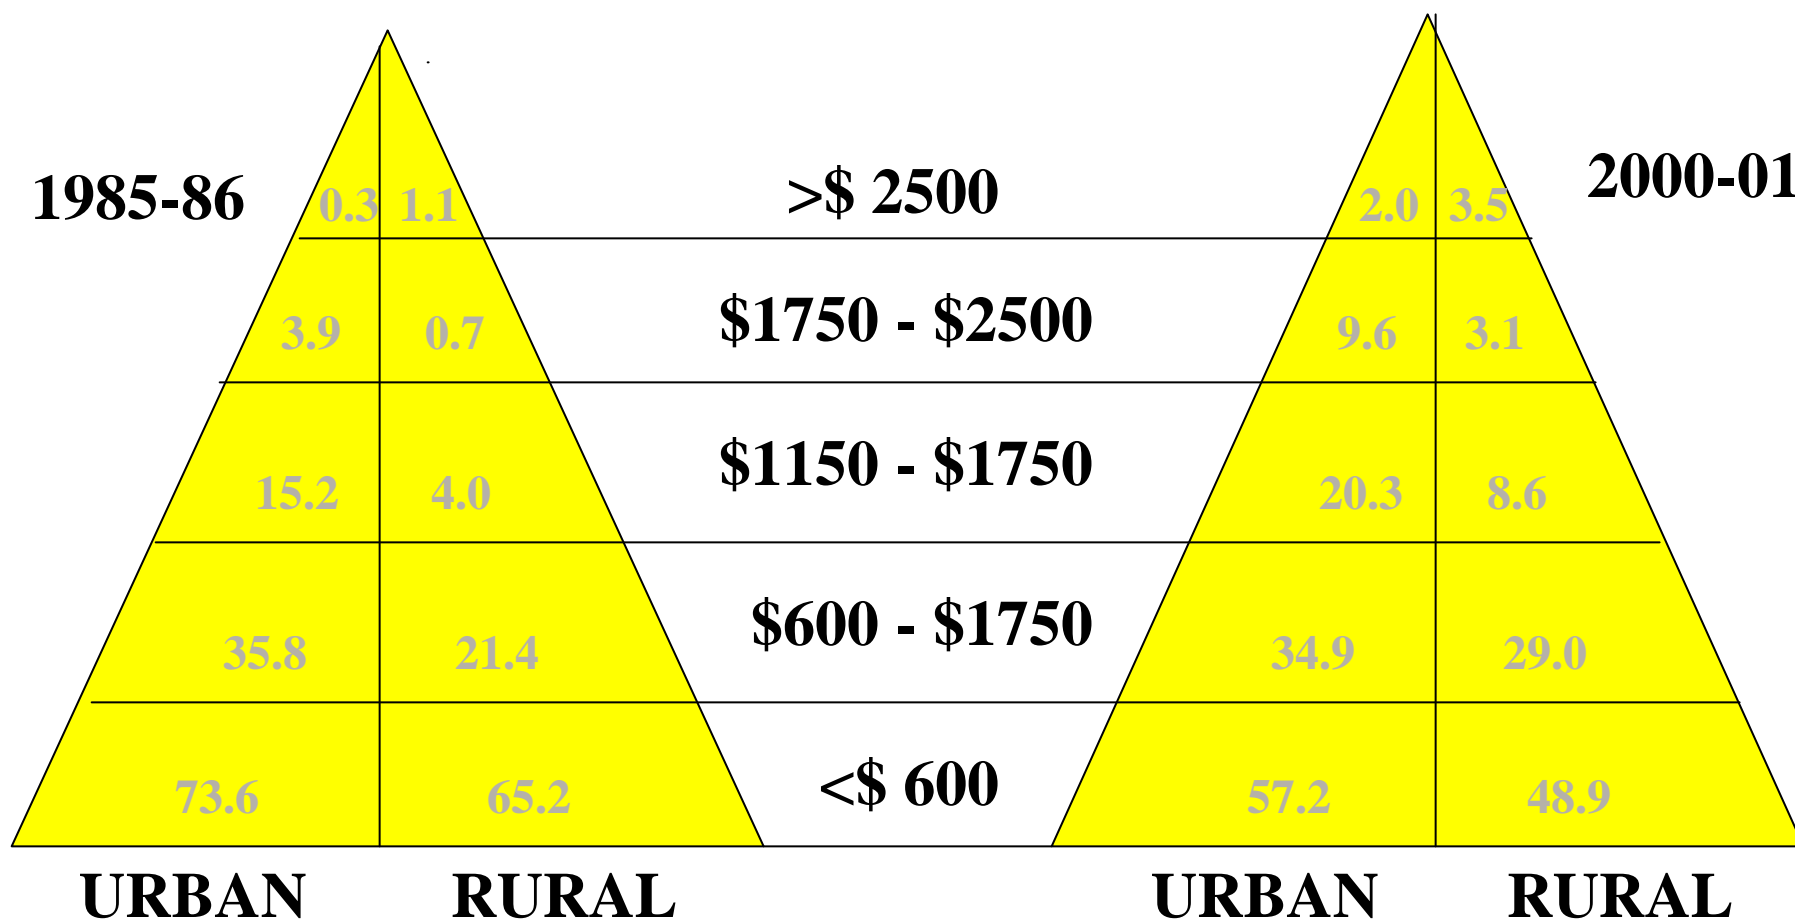 1985-86 0.3 1.1 >$ 2500 2.0 3.5 2000-01
3.9 0.7 $1750 - $2500 9.6 3.1
15.2 4.0 $1150 - $1750 20.3 8.6
35.8 21.4 $600 - $1750 34.9 29.0
73.6 65.2 <$ 600 57.2 48.9
URBAN RURAL URBAN RURAL